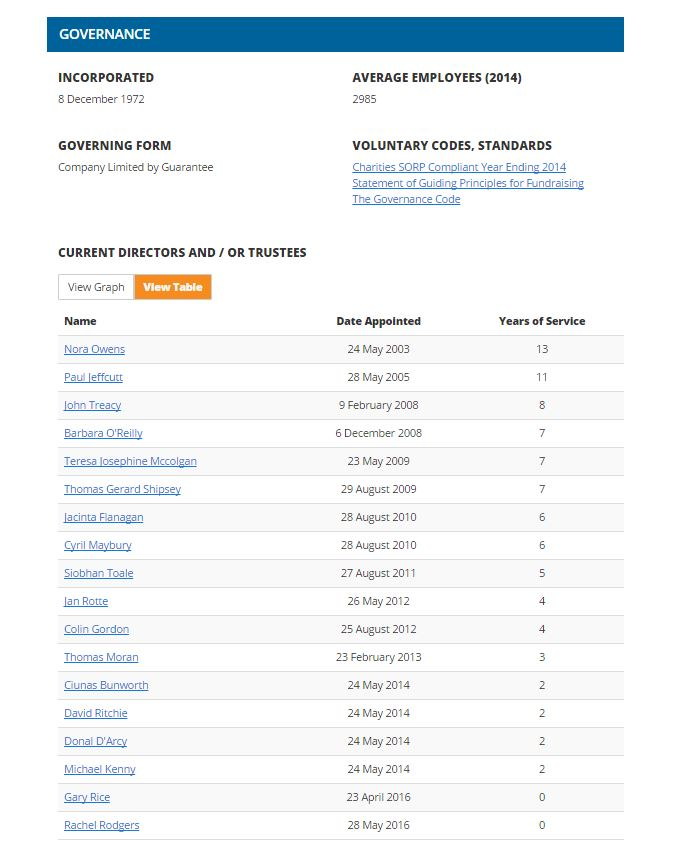 GOVERNANCE
INCORPORATED
8 December 1972
AVERAGE EMPLOYEES (2014)
2985
GOVERNING FORM
Company Limited by Guarantee
VOLUNTARY CODES, STANDARDS
Charities SORP Compliant Year Ending 2014
Statement of Guiding Principles for Fundraising
The Governance Code
CURRENT DIRECTORS AND / OR TRUSTEES
View Graph View Table
Name Date Appointed Years of Service
Nora Owens 24 May 2003 13
Paul Jeffcutt 28 May 2005 11
John Treacy 9 February 2008 8
Barbara O'Reilly 6 December 2008 7
Teresa Josephine Mccolgan 23 May 2009 7
Thomas Gerard Shipsey 29 August 2009 7
Jacinta Flanagan 28 August 2010 6
Cyril Maybury 28 August 2010 6
Siobhan Toale 27 August 2011 5
Jan Rotte 26 May 2012 4
Colin Gordon 25 August 2012 4
Thomas Moran 23 February 2013 3
Ciunas Bunworth 24 May 2014 2
David Ritchie 24 May 2014 2
Donal D'Arcy 24 May 2014 2
Michael Kenny 24 May 2014 2
Gary Rice 23 April 2016 0
Rachel Rodgers 28 May 2016 0